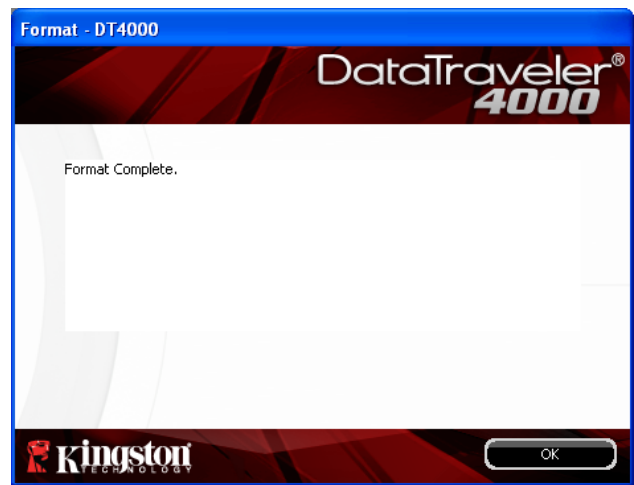 Format - DT4000
DataTraveler®
4000
Format Complete.
Kingston
TECHNOLOGY
OK